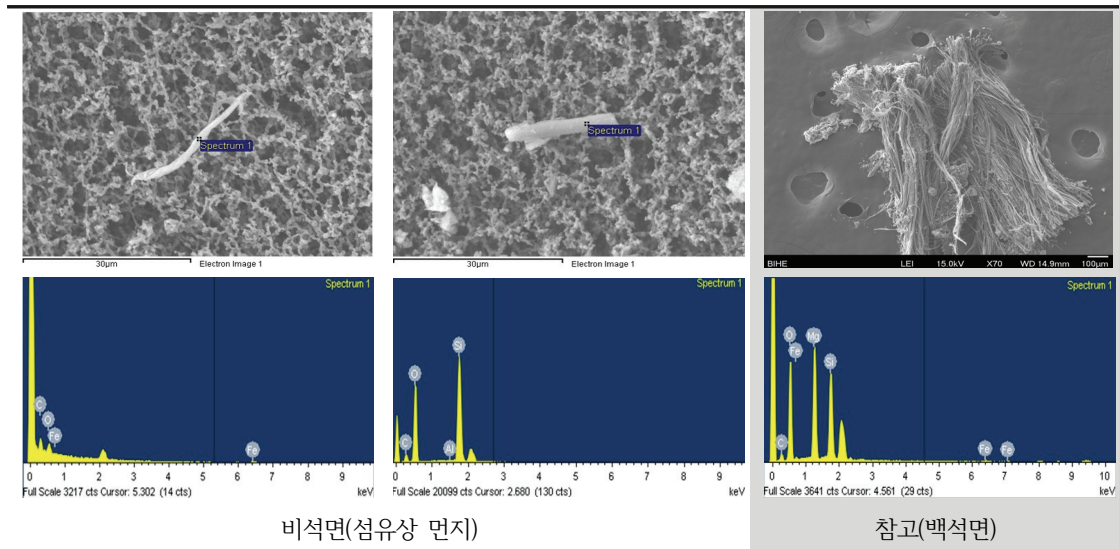 Spectrum 1
Spectrum 1
30μm Electron Image 1
30μm Electron Image 1
BIHE LEI 15.0kV X70 WD 14.9mm 100μm
Spectrum 1
C
O
Fe
Fe
0 1 2 3 4 5 6 7 8 9
Full Scale 3217 cts Cursor: 5.302 (14 cts) keV
Spectrum 1
C
O
Al
Si
0 1 2 3 4 5 6 7 8 9
Full Scale 20099 cts Cursor: 2.680 (130 cts) keV
Spectrum 1
C
O
Fe
Mg
Si
Fe
Fe
0 1 2 3 4 5 6 7 8 9 10
Full Scale 3641 cts Cursor: 4.561 (29 cts) keV
비석면(섬유상 먼지)
참고(백석면)